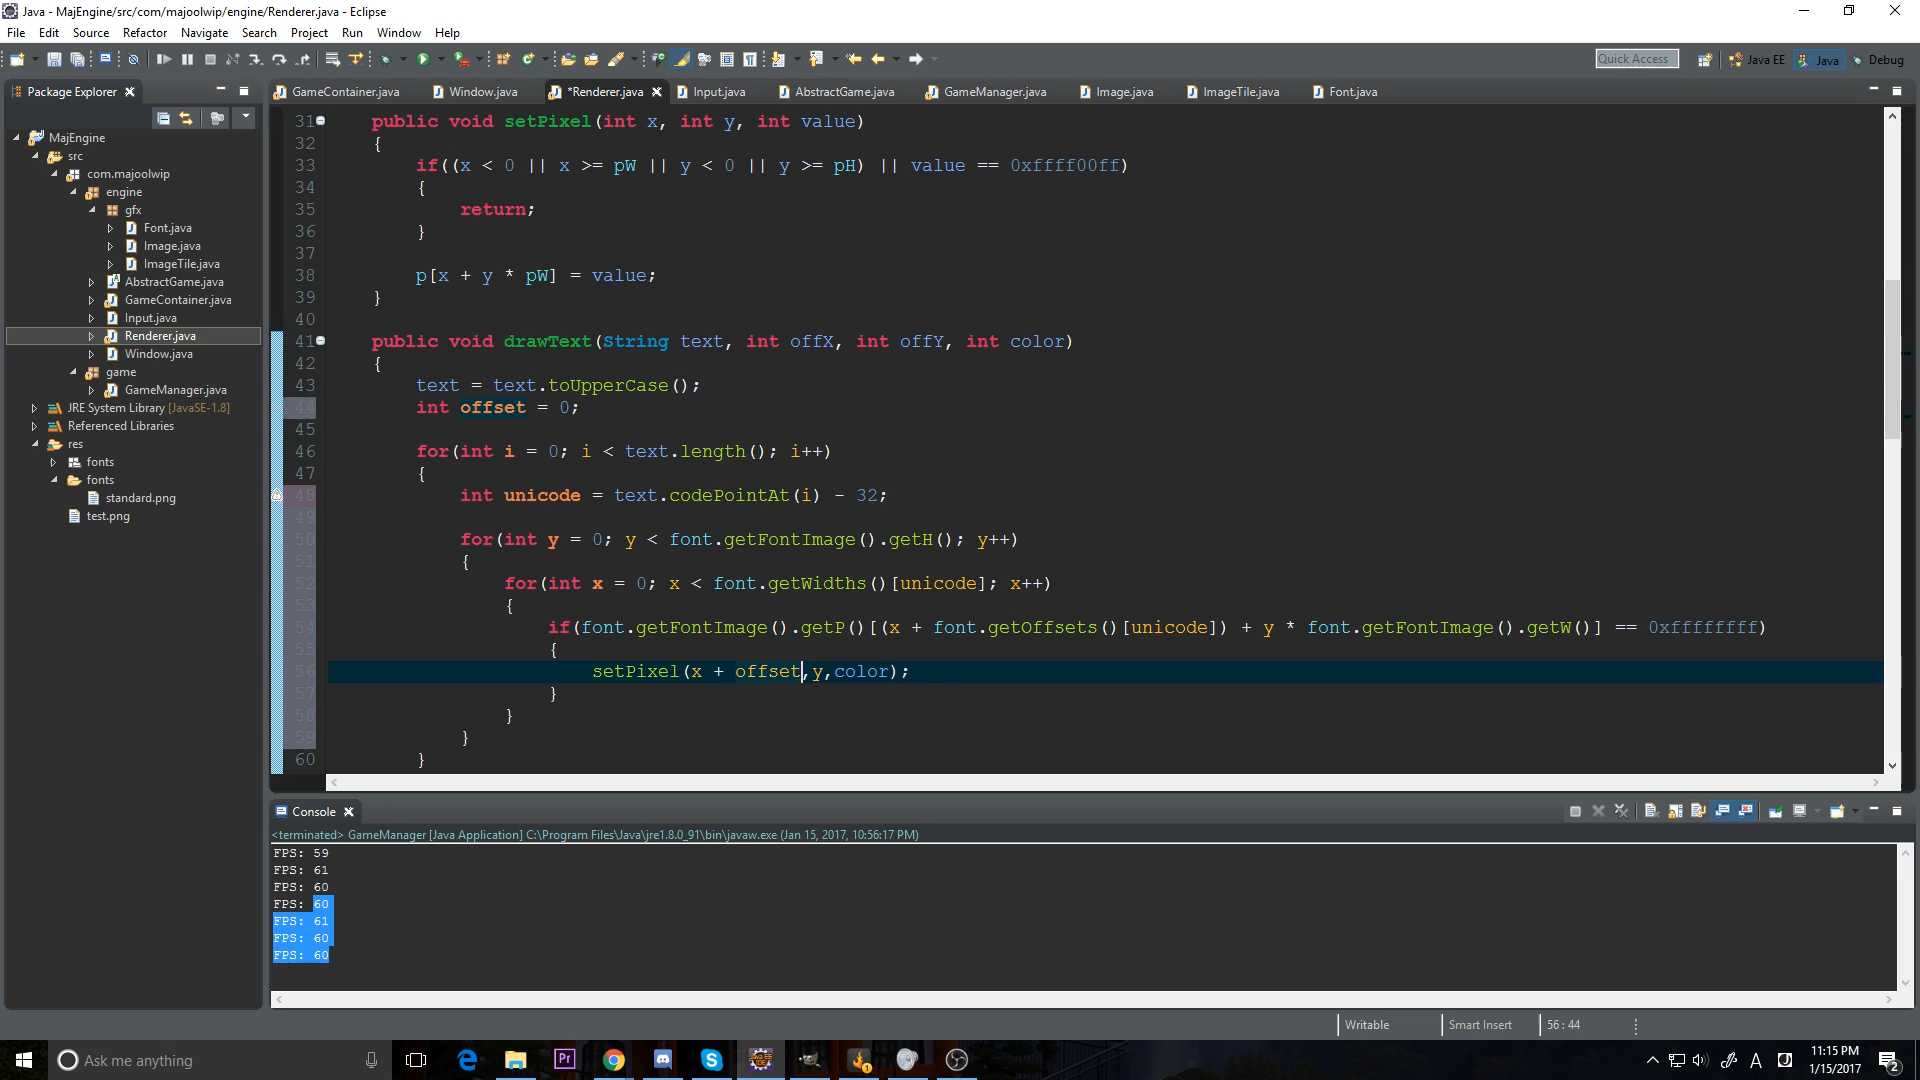 Java - MajEngine/src/com/majoolwip/engine/Renderer.java - Eclipse
File Edit Source Refactor Navigate Search Project Run Window Help
Quick Access Java EE Java Debug
Package Explorer
GameContainer.java Window.java *Renderer.java Input.java AbstractGame.java GameManager.java Image.java ImageTile.java Font.java
MajEngine
src
com.majoolwip
engine
gfx
Font.java
Image.java
ImageTile.java
AbstractGame.java
GameContainer.java
Input.java
Renderer.java
Window.java
game
GameManager.java
JRE System Library [JavaSE-1.8]
Referenced Libraries
res
fonts
fonts
standard.png
test.png
31 public void setPixel(int x, int y, int value)
32 {
33 if((x < 0 || x >= pW || y < 0 || y >= pH) || value == 0xffff00ff)
34 {
35 return;
36 }
37
38 p[x + y * pW] = value;
39 }
40
41 public void drawText(String text, int offX, int offY, int color)
42 {
43 text = text.toUpperCase();
44 int offset = 0;
45
46 for(int i = 0; i < text.length(); i++)
47 {
48 int unicode = text.codePointAt(i) - 32;
49
50 for(int y = 0; y < font.getFontImage().getH(); y++)
51 {
52 for(int x = 0; x < font.getWidths()[unicode]; x++)
53 {
54 if(font.getFontImage().getP()[(x + font.getOffsets()[unicode]) + y * font.getFontImage().getW()] == 0xffffffff)
55 {
56 setPixel(x + offset,y,color);
57 }
58 }
59 }
60 }
Console
<terminated> GameManager [Java Application] C:\Program Files\Java\jre1.8.0_91\bin\javaw.exe (Jan 15, 2017, 10:56:17 PM)
FPS: 59
FPS: 61
FPS: 60
FPS: 60
FPS: 61
FPS: 60
FPS: 60
Writable Smart Insert 56 : 44
Ask me anything
11:15 PM
1/15/2017